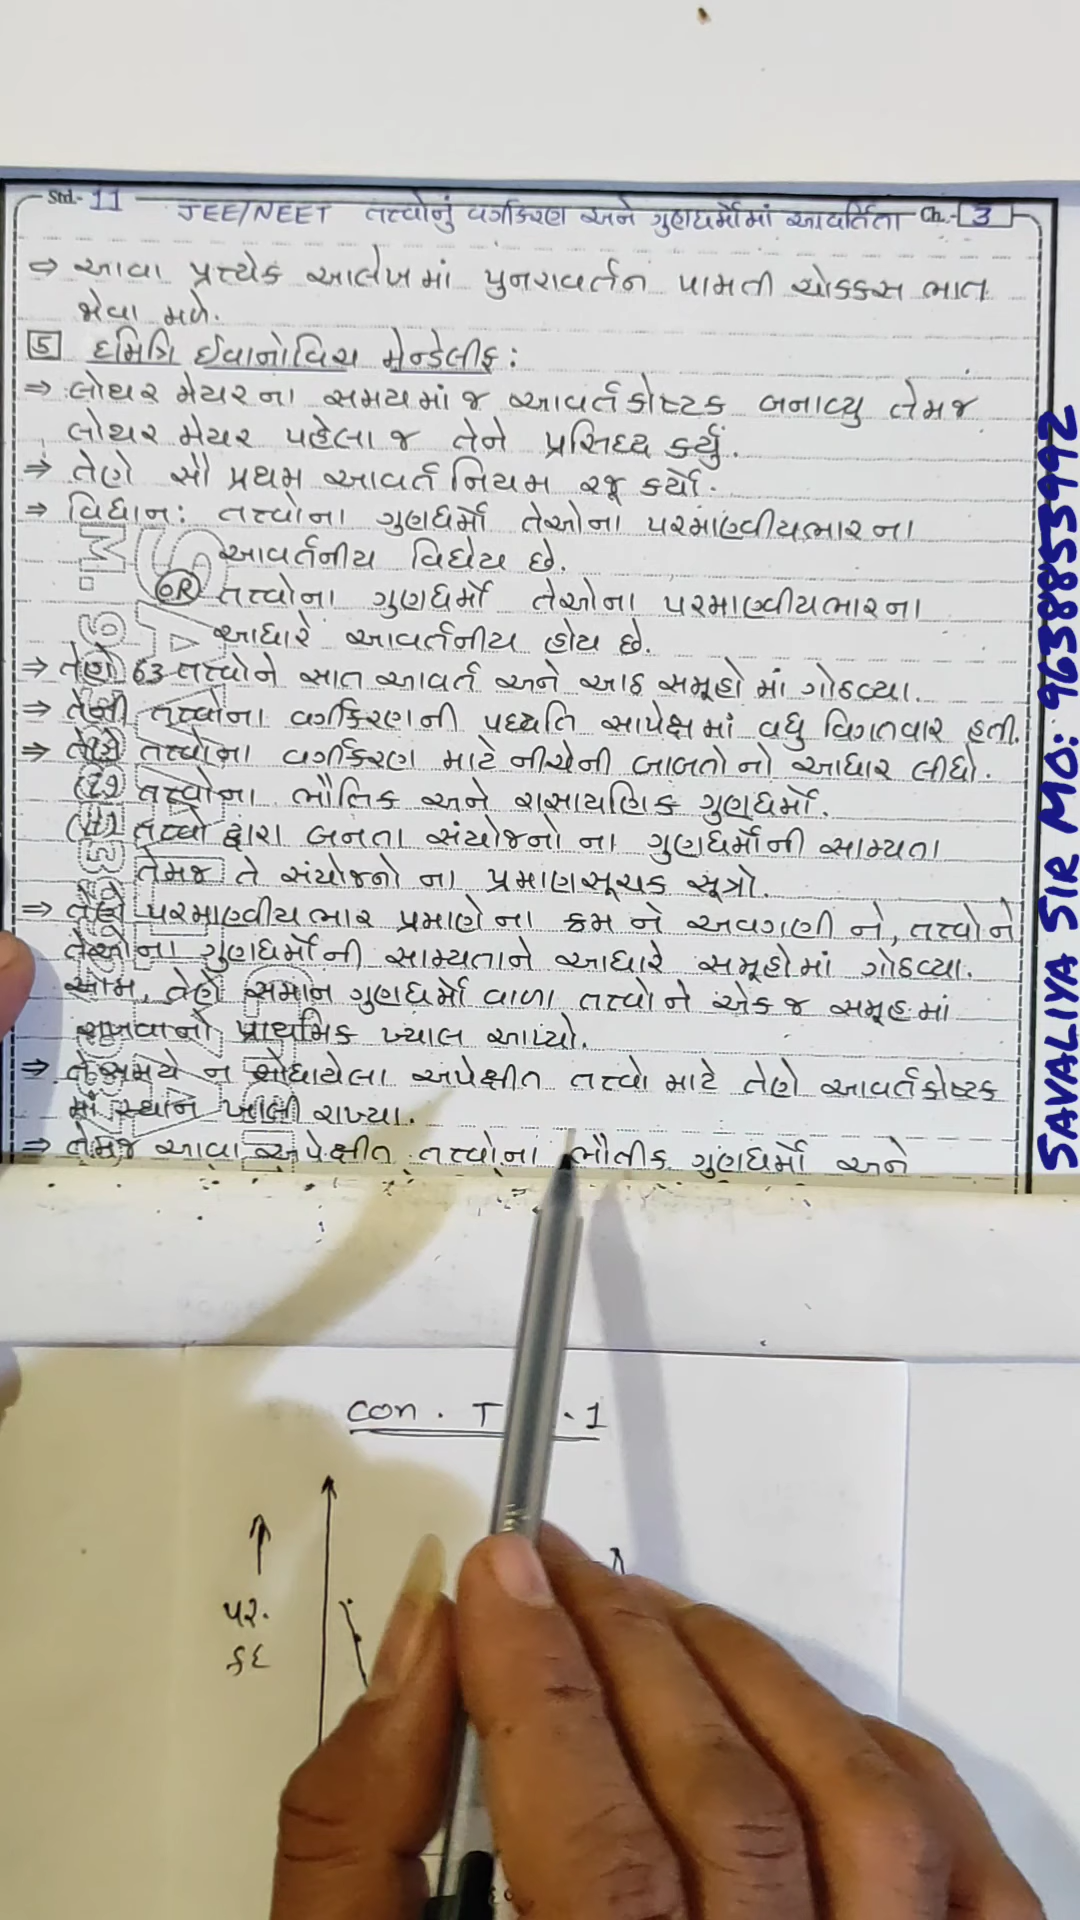 Std.- 11 JEE/NEET તત્ત્વોનું વર્ગીકરણ અને ગુણધર્મોમાં આવર્તિતા Ch.- 3
⇒ આવા પ્રત્યેક આલેખમાં પુનરાવર્તન પામતી ચોક્કસ ભાત
જોવા મળે.
5 દમિત્રિ ઈવાનોવિચ મેન્ડેલીફ :
⇒ લોથર મેયરના સમયમાં જ આવર્તકોષ્ટક બનાવ્યુ તેમજ
લોથર મેયર પહેલા જ તેને પ્રસિધ્ધ કર્યું.
⇒ તેણે સૌ પ્રથમ આવર્ત નિયમ રજૂ કર્યો.
⇒ વિધાન: તત્ત્વોના ગુણધર્મો તેઓના પરમાણ્વીયભારના
આવર્તનીય વિધેય છે.
OR તત્ત્વોના ગુણધર્મો તેઓના પરમાણ્વીયભારના
આધારે આવર્તનીય હોય છે.
⇒ તેણે 63 તત્ત્વોને સાત આવર્ત અને આઠ સમૂહોમાં ગોઠવ્યા.
⇒ તેની તત્ત્વોના વર્ગીકરણની પધ્ધતિ સાપેક્ષમાં વધુ વિગતવાર હતી.
⇒ તેણે તત્ત્વોના વર્ગીકરણ માટે નીચેની બાબતોનો આધાર લીધો.
તત્ત્વોના ભૌતિક અને રાસાયણિક ગુણધર્મો.
તત્વો દ્વારા બનતા સંયોજનો ના ગુણધર્મોની સામ્યતા
તેમજ તે સંયોજનો ના પ્રમાણસૂચક સૂત્રો.
⇒ તેણે પરમાણ્વીયભાર પ્રમાણેના ક્રમ ને અવગણી ને, તત્ત્વોને
તેઓના ગુણધર્મોની સામ્યતાને આધારે સમૂહોમાં ગોઠવ્યા.
આમ, તેણે સમાન ગુણધર્મો વાળા તત્ત્વોને એક જ સમૂહમાં
રાખવાનો પ્રાથમિક ખ્યાલ આપ્યો.
⇒ તે સમયે ન શોધાયેલા અપેક્ષીત તત્ત્વો માટે તેણે આવર્તકોષ્ટક
માં સ્થાન ખાલી રાખ્યા.
⇒ તેમજ આવા અપેક્ષીત તત્ત્વોના ભૌતીક ગુણધર્મો અને
SAVALIYA SIR MO: 9638853992
con. T - 1
પર.
કદ